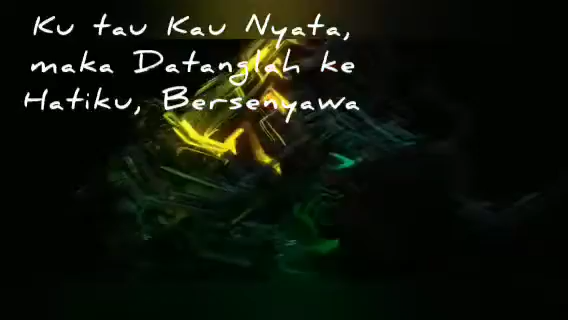 Ku tau Kau Nyata,
maka Datanglah ke
Hatiku, Bersenyawa